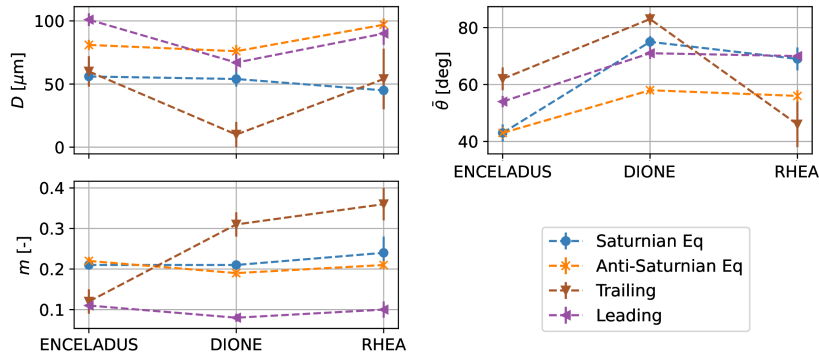 100
50
0
D [μm]
80
60
40
θ̄ [deg]
ENCELADUS DIONE RHEA
0.4
0.3
0.2
0.1
m [-]
ENCELADUS DIONE RHEA
Saturnian Eq
Anti-Saturnian Eq
Trailing
Leading